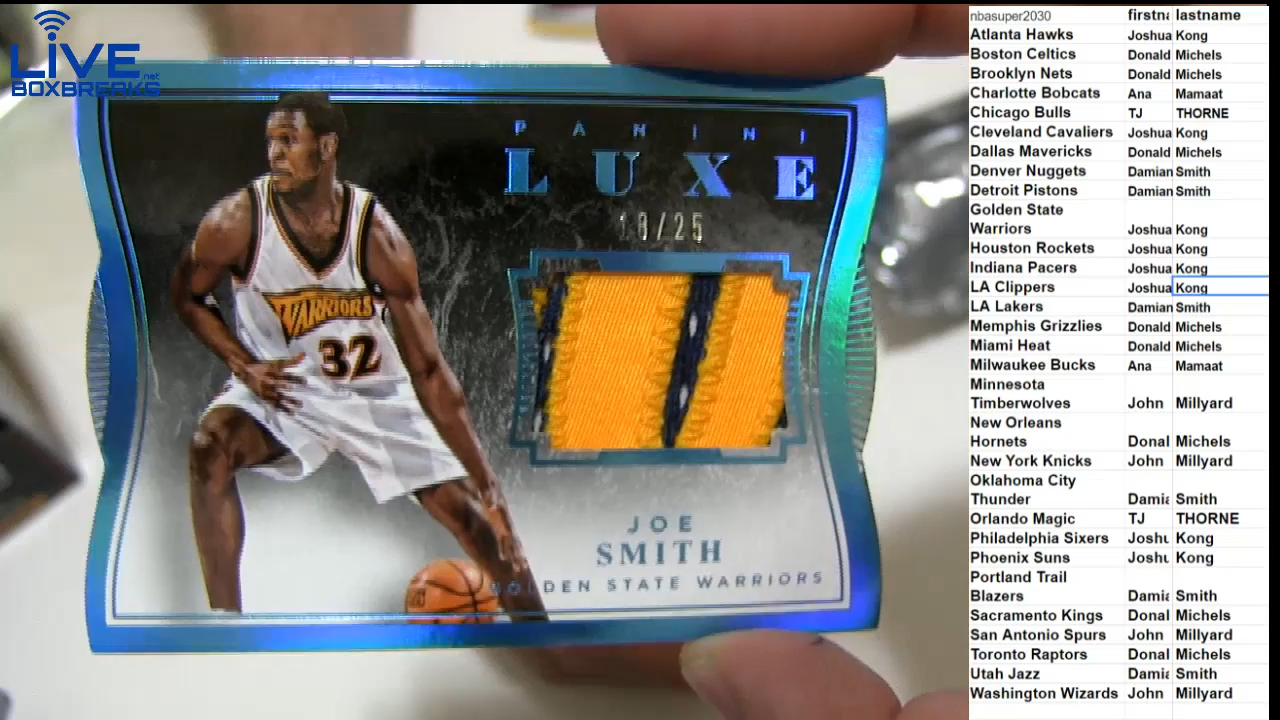 LIVE.net
BOXBREAKS
PANINI
LUXE
18/25
WARRIORS
32
JOE
SMITH
GOLDEN STATE WARRIORS
nbasuper2030 firstna lastname
Atlanta Hawks Joshua Kong
Boston Celtics Donald Michels
Brooklyn Nets Donald Michels
Charlotte Bobcats Ana Mamaat
Chicago Bulls TJ THORNE
Cleveland Cavaliers Joshua Kong
Dallas Mavericks Donald Michels
Denver Nuggets Damian Smith
Detroit Pistons Damian Smith
Golden State
Warriors Joshua Kong
Houston Rockets Joshua Kong
Indiana Pacers Joshua Kong
LA Clippers Joshua Kong
LA Lakers Damian Smith
Memphis Grizzlies Donald Michels
Miami Heat Donald Michels
Milwaukee Bucks Ana Mamaat
Minnesota
Timberwolves John Millyard
New Orleans
Hornets Donal Michels
New York Knicks John Millyard
Oklahoma City
Thunder Damia Smith
Orlando Magic TJ THORNE
Philadelphia Sixers Joshu Kong
Phoenix Suns Joshu Kong
Portland Trail
Blazers Damia Smith
Sacramento Kings Donal Michels
San Antonio Spurs John Millyard
Toronto Raptors Donal Michels
Utah Jazz Damia Smith
Washington Wizards John Millyard